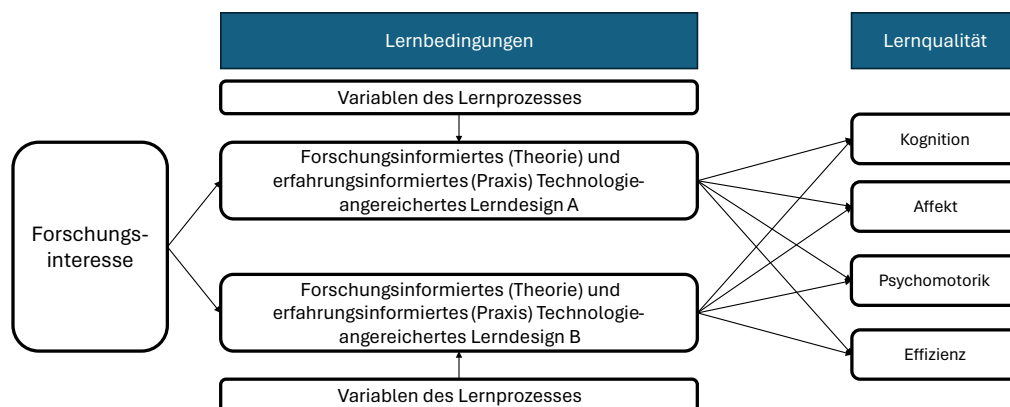 Lernbedingungen
Lernqualität
Variablen des Lernprozesses
Forschungsinformiertes (Theorie) und
erfahrungsinformiertes (Praxis) Technologie-
angereichertes Lerndesign A
Forschungs-
interesse
Forschungsinformiertes (Theorie) und
erfahrungsinformiertes (Praxis) Technologie-
angereichertes Lerndesign B
Variablen des Lernprozesses
Kognition
Affekt
Psychomotorik
Effizienz